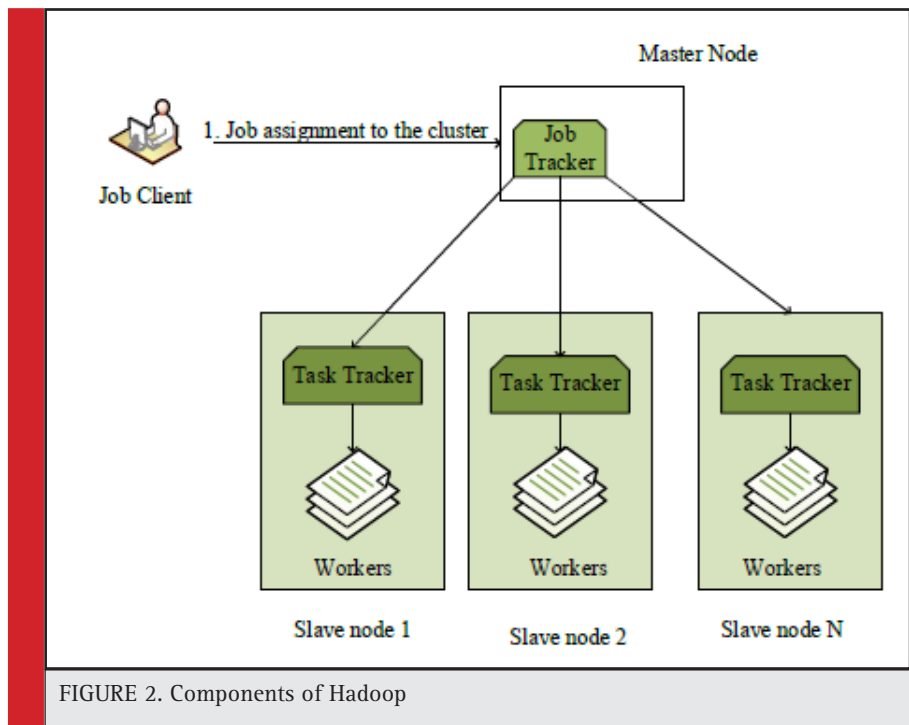 Master Node
1. Job assignment to the cluster
Job
Tracker
Job Client
Task Tracker
Task Tracker
Task Tracker
Workers
Workers
Workers
Slave node 1
Slave node 2
Slave node N
FIGURE 2. Components of Hadoop